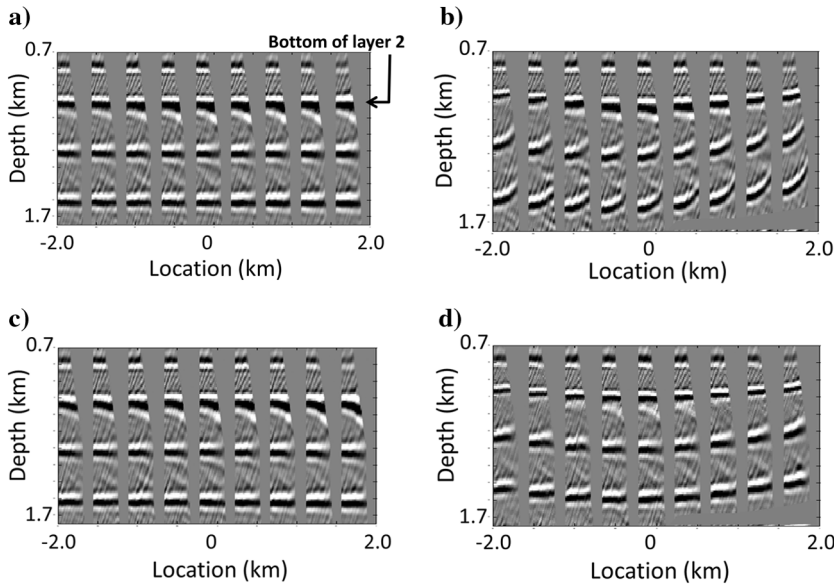 a)
Bottom of layer 2
0.7
Depth (km)
1.7
-2.0 0 2.0
Location (km)
b)
0.7
Depth (km)
1.7
-2.0 0 2.0
Location (km)
c)
0.7
Depth (km)
1.7
-2.0 0 2.0
Location (km)
d)
0.7
Depth (km)
1.7
-2.0 0 2.0
Location (km)